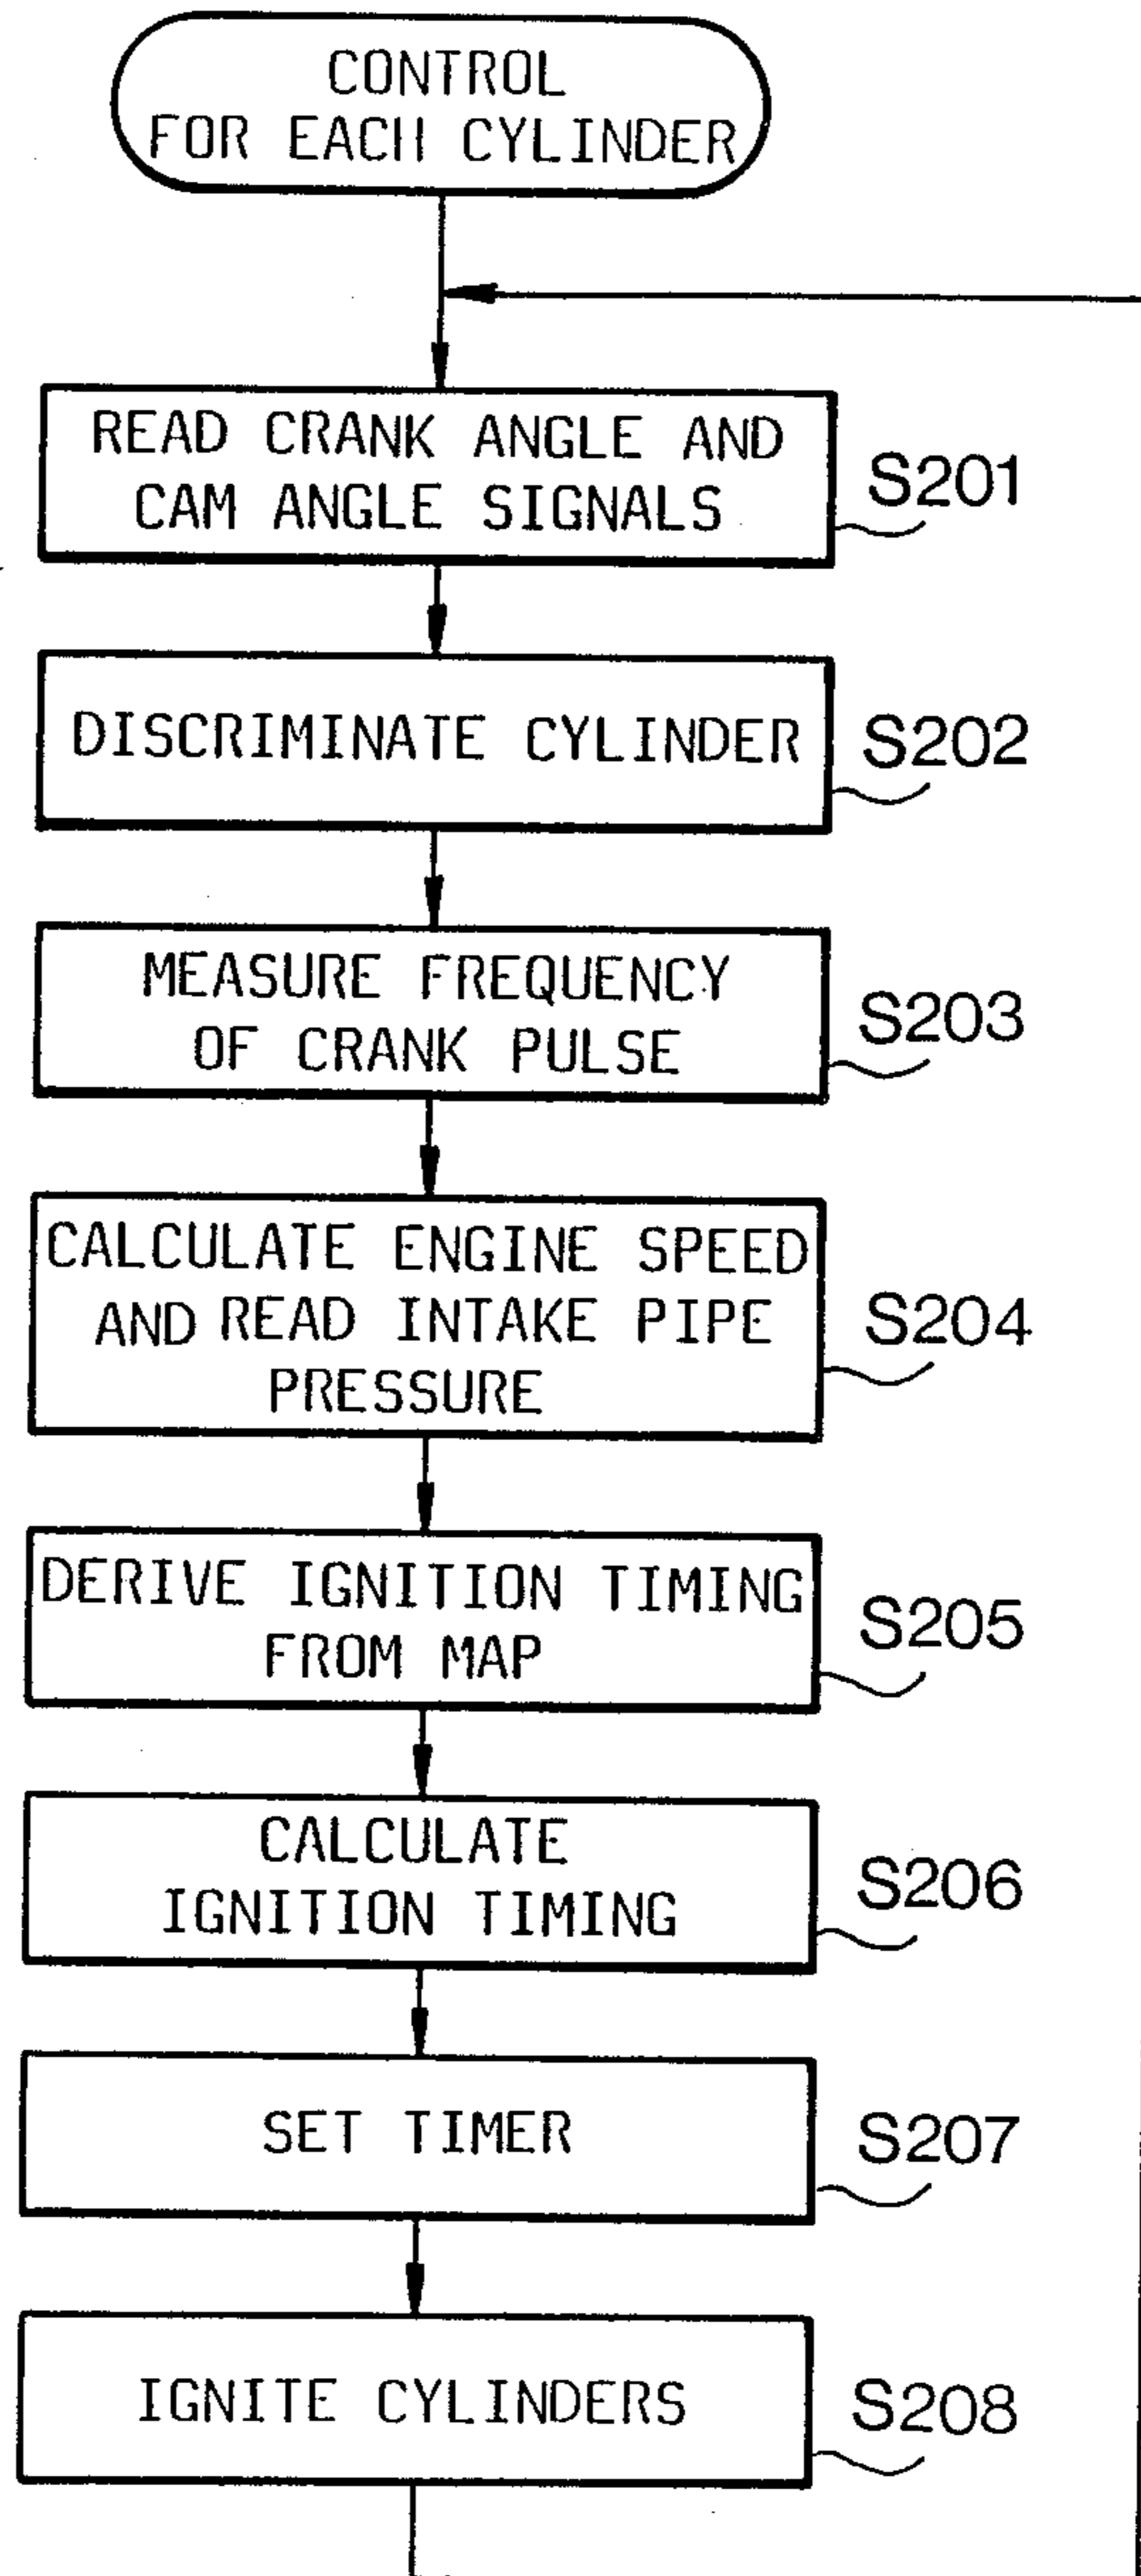 CONTROL
FOR EACH CYLINDER
READ CRANK ANGLE AND
CAM ANGLE SIGNALS
S201
DISCRIMINATE CYLINDER
S202
MEASURE FREQUENCY
OF CRANK PULSE
S203
CALCULATE ENGINE SPEED
AND READ INTAKE PIPE
PRESSURE
S204
DERIVE IGNITION TIMING
FROM MAP
S205
CALCULATE
IGNITION TIMING
S206
SET TIMER
S207
IGNITE CYLINDERS
S208